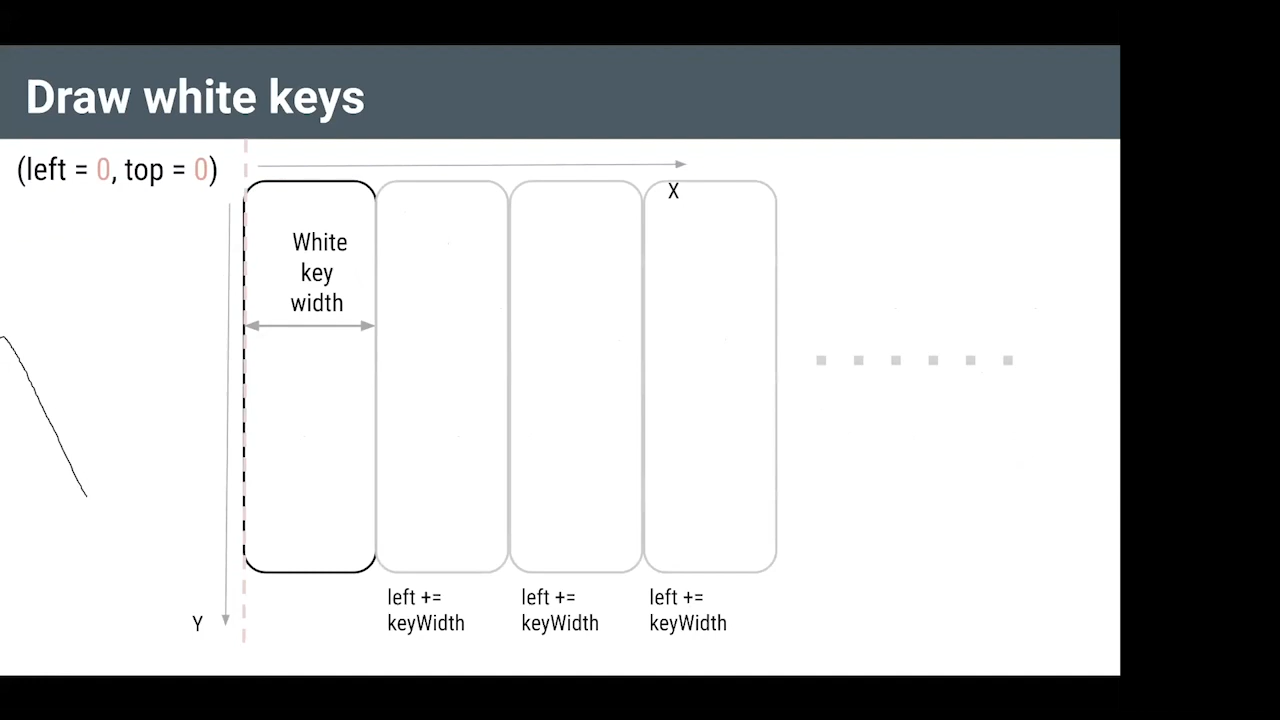 Draw white keys
(left = 0, top = 0)
X
White
key
width
left +=
keyWidth
left +=
keyWidth
left +=
keyWidth
Y